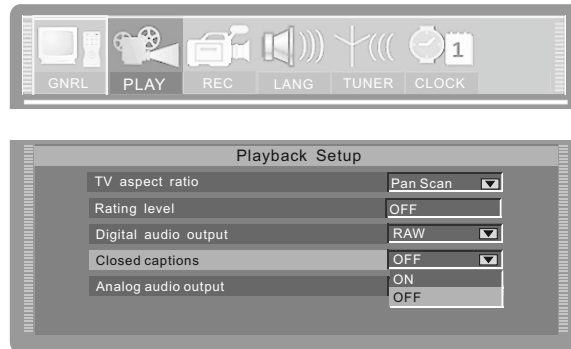 1
GNRL PLAY REC LANG TUNER CLOCK
Playback Setup
TV aspect ratio Pan Scan
Rating level OFF
Digital audio output RAW
Closed captions OFF
ON
Analog audio output
OFF